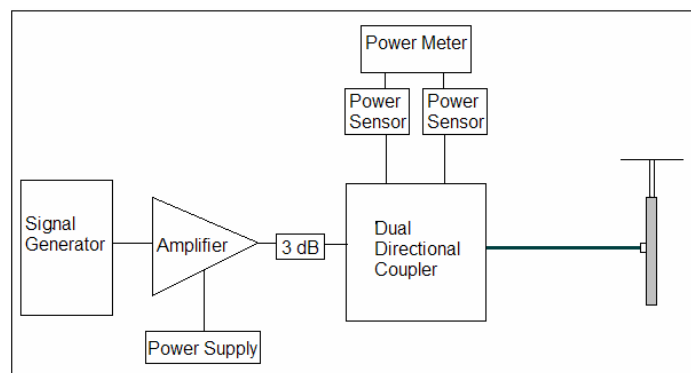 Power Meter
Power
Sensor
Power
Sensor
Signal
Generator
Amplifier
3 dB
Dual
Directional
Coupler
Power Supply